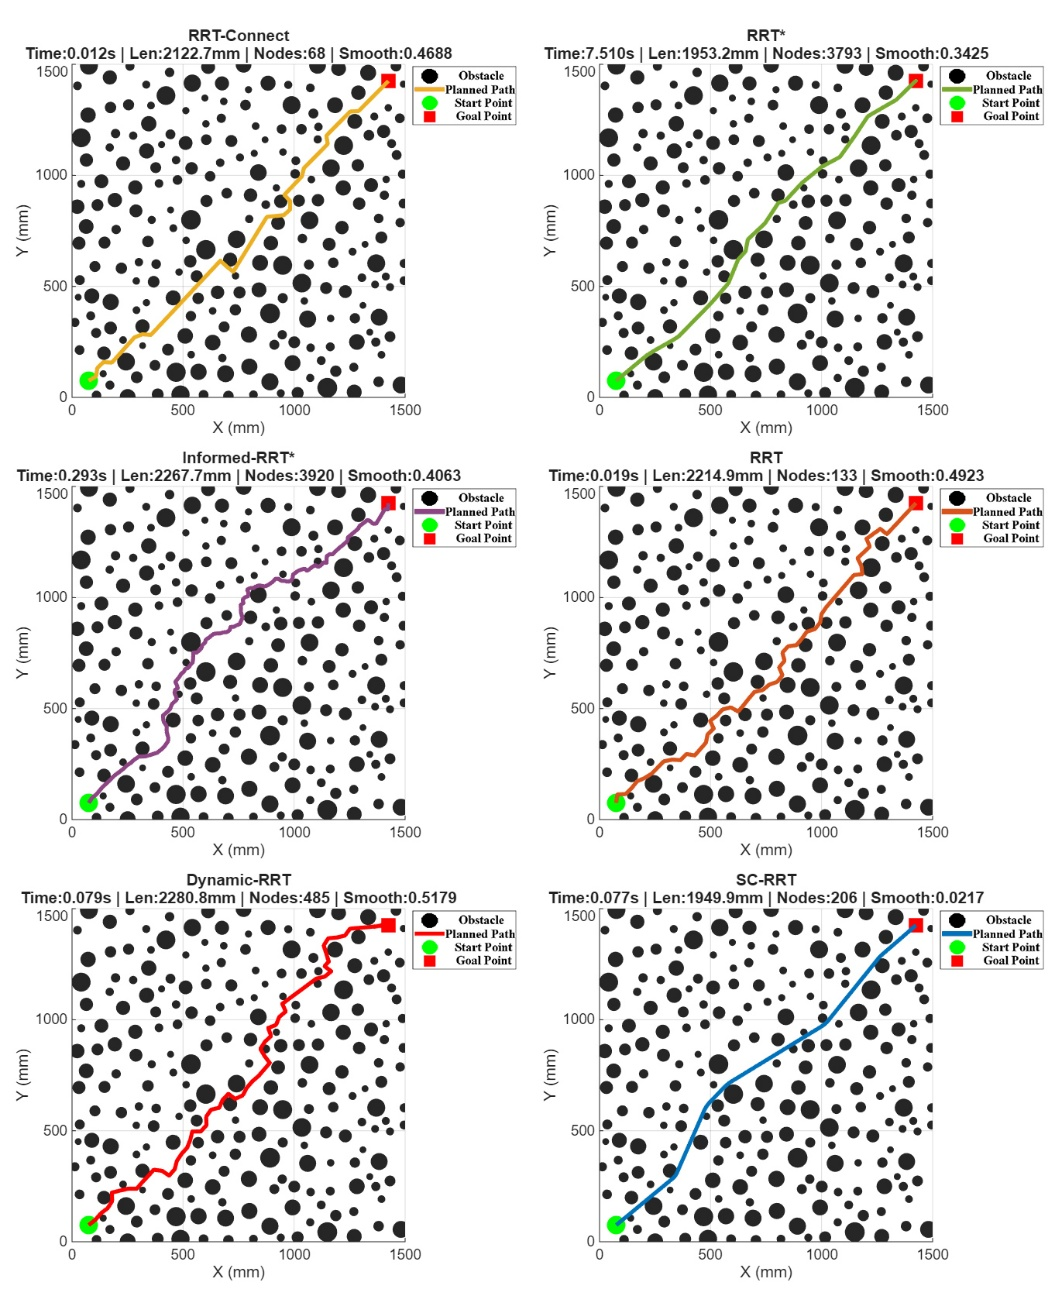 RRT-Connect
Time:0.012s | Len:2122.7mm | Nodes:68 | Smooth:0.4688
1500
1000
500
0
Y (mm)
0 500 1000 1500
X (mm)
Obstacle
Planned Path
Start Point
Goal Point
RRT*
Time:7.510s | Len:1953.2mm | Nodes:3793 | Smooth:0.3425
1500
1000
500
0
Y (mm)
0 500 1000 1500
X (mm)
Obstacle
Planned Path
Start Point
Goal Point
Informed-RRT*
Time:0.293s | Len:2267.7mm | Nodes:3920 | Smooth:0.4063
1500
1000
500
0
Y (mm)
0 500 1000 1500
X (mm)
Obstacle
Planned Path
Start Point
Goal Point
RRT
Time:0.019s | Len:2214.9mm | Nodes:133 | Smooth:0.4923
1500
1000
500
0
Y (mm)
0 500 1000 1500
X (mm)
Obstacle
Planned Path
Start Point
Goal Point
Dynamic-RRT
Time:0.079s | Len:2280.8mm | Nodes:485 | Smooth:0.5179
1500
1000
500
0
Y (mm)
0 500 1000 1500
X (mm)
Obstacle
Planned Path
Start Point
Goal Point
SC-RRT
Time:0.077s | Len:1949.9mm | Nodes:206 | Smooth:0.0217
1500
1000
500
0
Y (mm)
0 500 1000 1500
X (mm)
Obstacle
Planned Path
Start Point
Goal Point